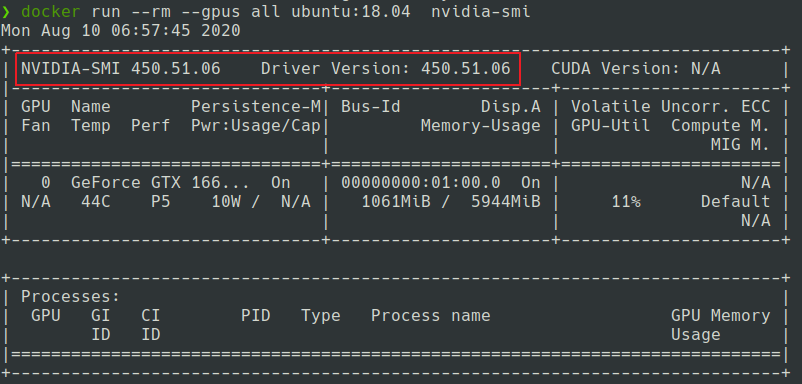 ❯ docker run --rm --gpus all ubuntu:18.04  nvidia-smi
Mon Aug 10 06:57:45 2020
+-----------------------------------------------------------------------------+
| NVIDIA-SMI 450.51.06    Driver Version: 450.51.06    CUDA Version: N/A      |
|-------------------------------+----------------------+----------------------+
| GPU  Name        Persistence-M| Bus-Id        Disp.A | Volatile Uncorr. ECC |
| Fan  Temp  Perf  Pwr:Usage/Cap|         Memory-Usage | GPU-Util  Compute M. |
|                               |                      |               MIG M. |
|===============================+======================+======================|
|   0  GeForce GTX 166...  On   | 00000000:01:00.0  On |                  N/A |
| N/A   44C    P5    10W /  N/A |   1061MiB /  5944MiB |     11%      Default |
|                               |                      |                  N/A |
+-------------------------------+----------------------+----------------------+
+-----------------------------------------------------------------------------+
| Processes:                                                                  |
|  GPU   GI   CI        PID   Type   Process name                  GPU Memory |
|        ID   ID                                                   Usage      |
|=============================================================================|
+-----------------------------------------------------------------------------+